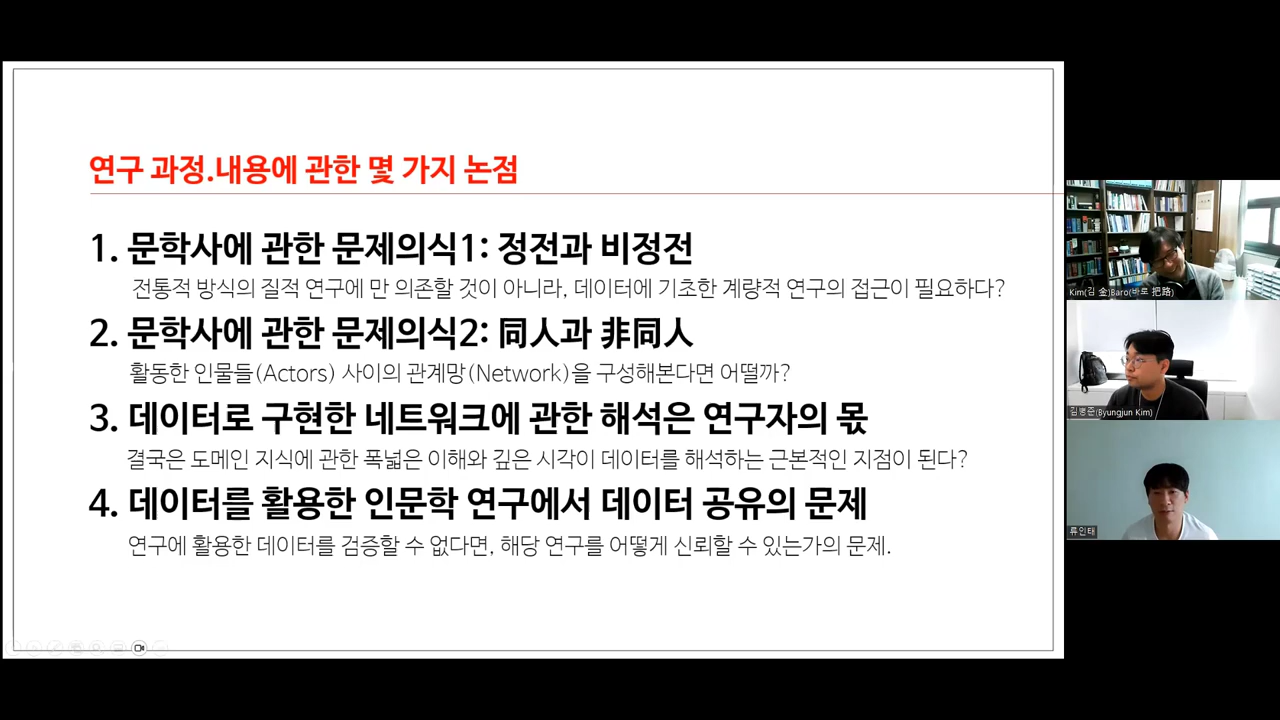 연구 과정.내용에 관한 몇 가지 논점
1. 문학사에 관한 문제의식1: 정전과 비정전
전통적 방식의 질적 연구에 만 의존할 것이 아니라, 데이터에 기초한 계량적 연구의 접근이 필요하다?
2. 문학사에 관한 문제의식2: 同人과 非同人
활동한 인물들(Actors) 사이의 관계망(Network)을 구성해본다면 어떨까?
3. 데이터로 구현한 네트워크에 관한 해석은 연구자의 몫
결국은 도메인 지식에 관한 폭넓은 이해와 깊은 시각이 데이터를 해석하는 근본적인 지점이 된다?
4. 데이터를 활용한 인문학 연구에서 데이터 공유의 문제
연구에 활용한 데이터를 검증할 수 없다면, 해당 연구를 어떻게 신뢰할 수 있는가의 문제.
Kim(김 金)Baro(바로 把路)
김병준(Byungjun Kim)
류인태